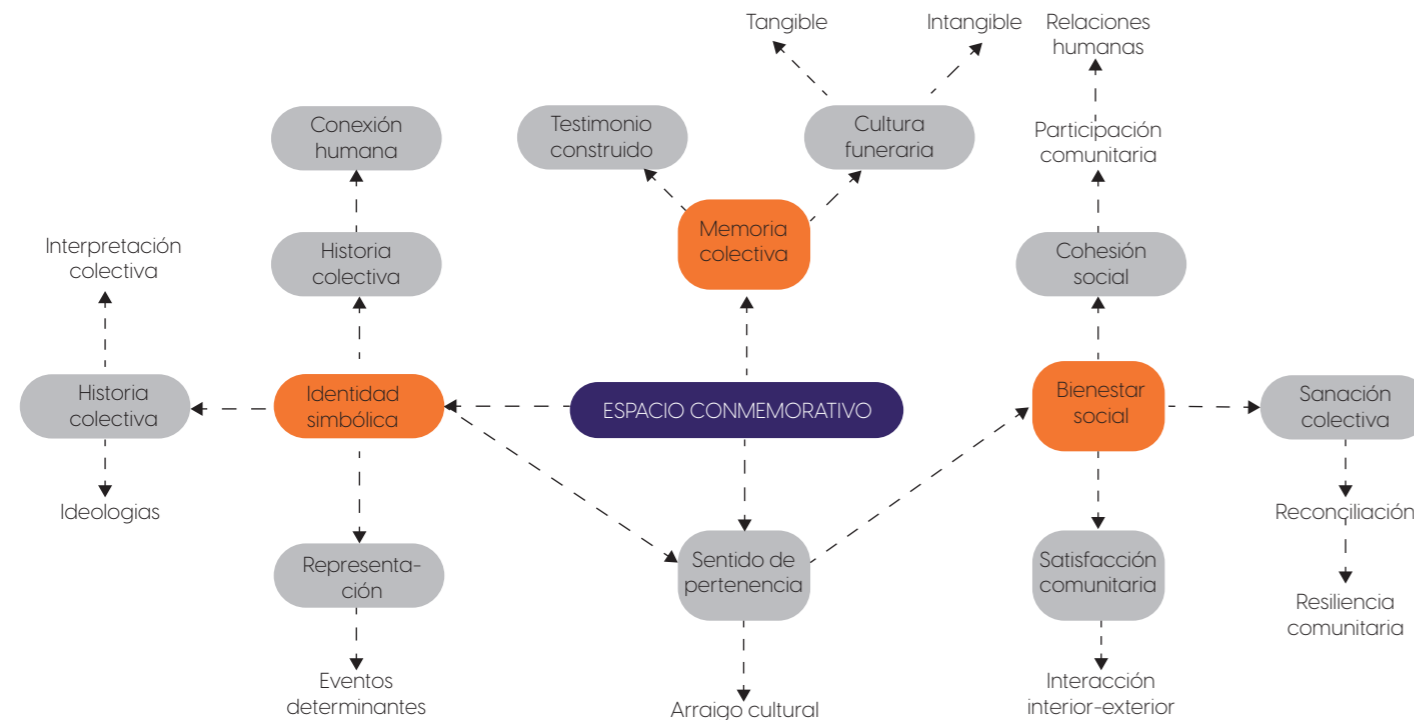 Tangible
Intangible
Relaciones
humanas
Conexión
humana
Testimonio
construido
Cultura
funeraria
Participación
comunitaria
Memoria
colectiva
Interpretación
colectiva
Historia
colectiva
Cohesión
social
Historia
colectiva
Identidad
simbólica
ESPACIO CONMEMORATIVO
Bienestar
social
Sanación
colectiva
Ideologias
Reconciliación
Representa-
ción
Sentido de
pertenencia
Satisfacción
comunitaria
Resiliencia
comunitaria
Eventos
determinantes
Arraigo cultural
Interacción
interior-exterior